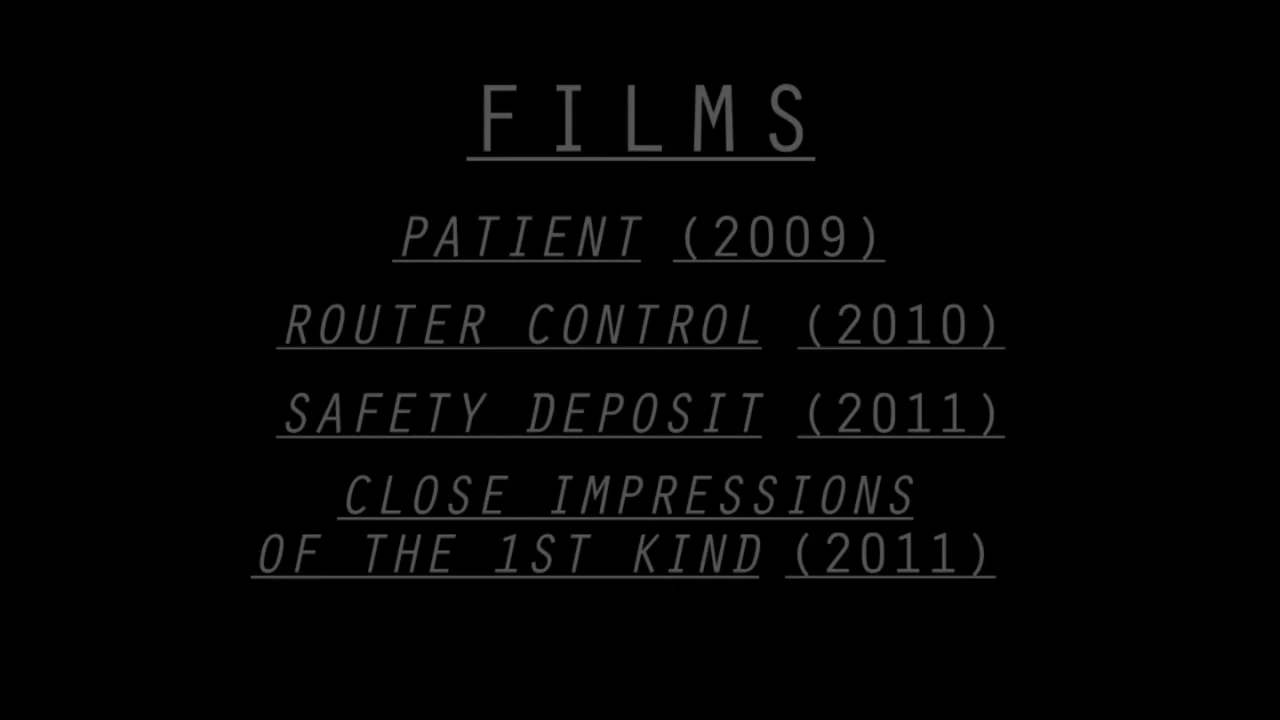 FILMS
PATIENT (2009)
ROUTER CONTROL (2010)
SAFETY DEPOSIT (2011)
CLOSE IMPRESSIONS
OF THE 1ST KIND (2011)